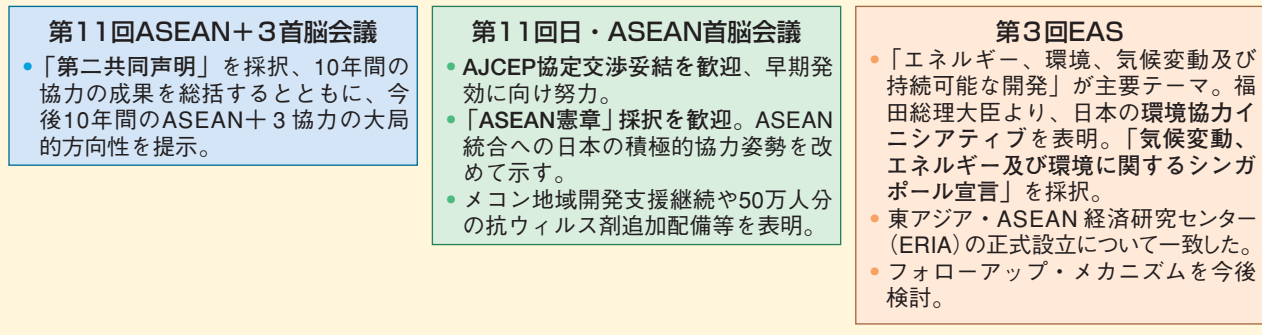 第11回ASEAN＋3首脳会議
•「第二共同声明」を採択、10年間の
協力の成果を総括するとともに、今
後10年間のASEAN＋３協力の大局
的方向性を提示。
第11回日・ASEAN首脳会議
• AJCEP協定交渉妥結を歓迎、早期発
効に向け努力。
•「ASEAN憲章」採択を歓迎。ASEAN
統合への日本の積極的協力姿勢を改
めて示す。
• メコン地域開発支援継続や50万人分
の抗ウィルス剤追加配備等を表明。
第３回EAS
•「エネルギー、環境、気候変動及び
持続可能な開発」が主要テーマ。福
田総理大臣より、日本の環境協力イ
ニシアティブを表明。「気候変動、
エネルギー及び環境に関するシンガ
ポール宣言」を採択。
• 東アジア・ASEAN 経済研究センター
（ERIA）の正式設立について一致した。
• フォローアップ・メカニズムを今後
検討。